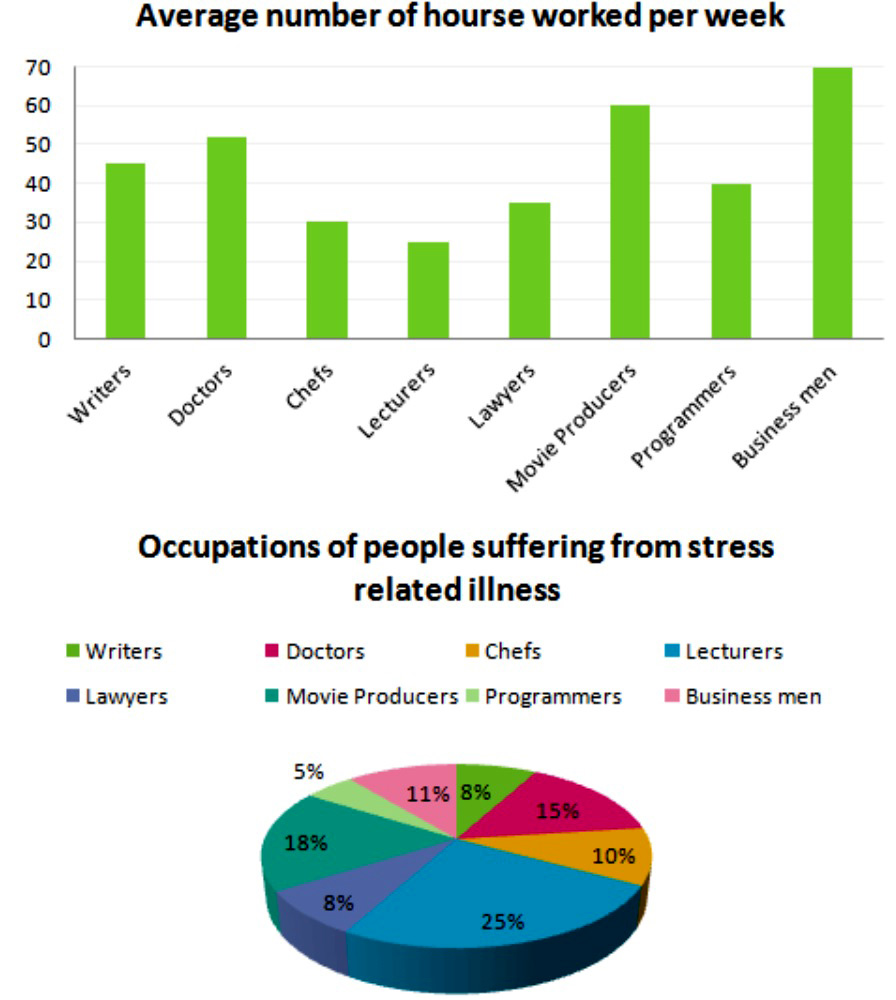 Average number of hourse worked per week
70
60
50
40
30
20
10
0
Writers
Doctors
Chefs
Lecturers
Lawyers
Movie Producers
Programmers
Business men
Occupations of people suffering from stress
related illness
Writers Doctors Chefs Lecturers
Lawyers Movie Producers Programmers Business men
5%
11%
8%
15%
18%
10%
8%
25%